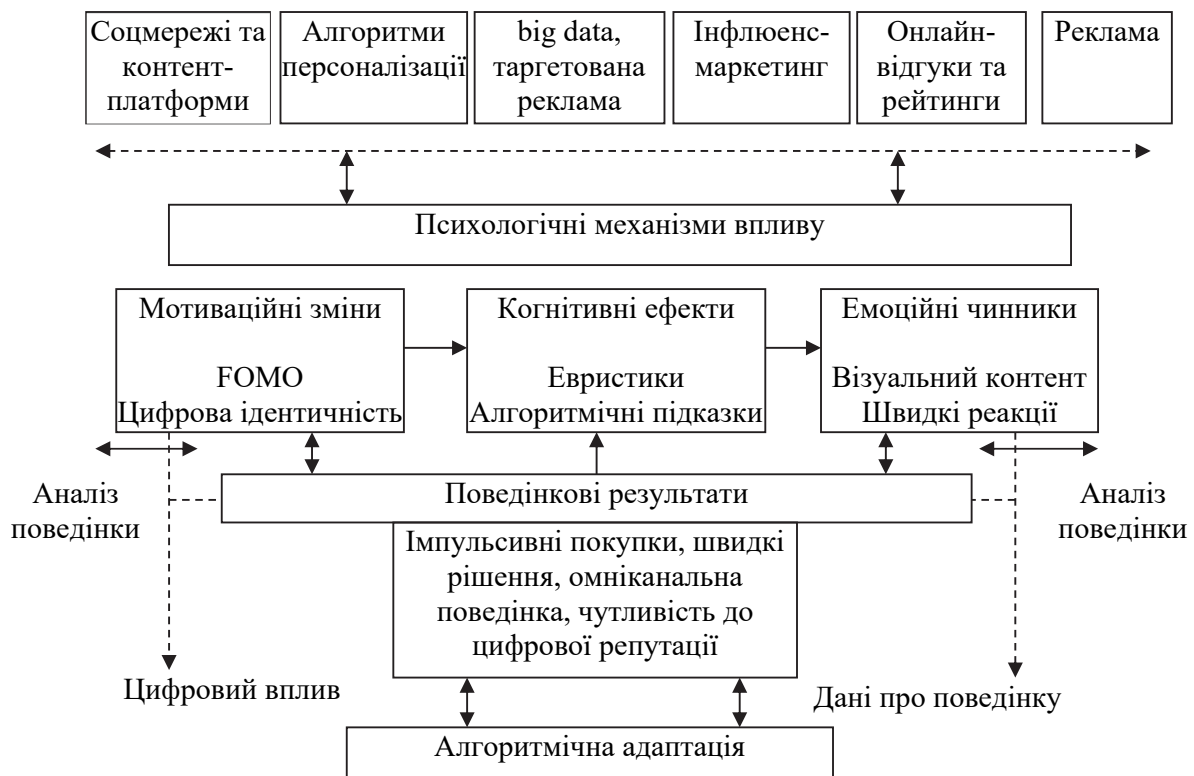 Соцмережі та
контент-
платформи
Алгоритми
персоналізації
big data,
таргетована
реклама
Інфлюенс-
маркетинг
Онлайн-
відгуки та
рейтинги
Реклама
Психологічні механізми впливу
Мотиваційні зміни
FOMO
Цифрова ідентичність
Когнітивні ефекти
Евристики
Алгоритмічні підказки
Емоційні чинники
Візуальний контент
Швидкі реакції
Аналіз
поведінки
Поведінкові результати
Аналіз
поведінки
Імпульсивні покупки, швидкі
рішення, омніканальна
поведінка, чутливість до
цифрової репутації
Цифровий вплив
Дані про поведінку
Алгоритмічна адаптація